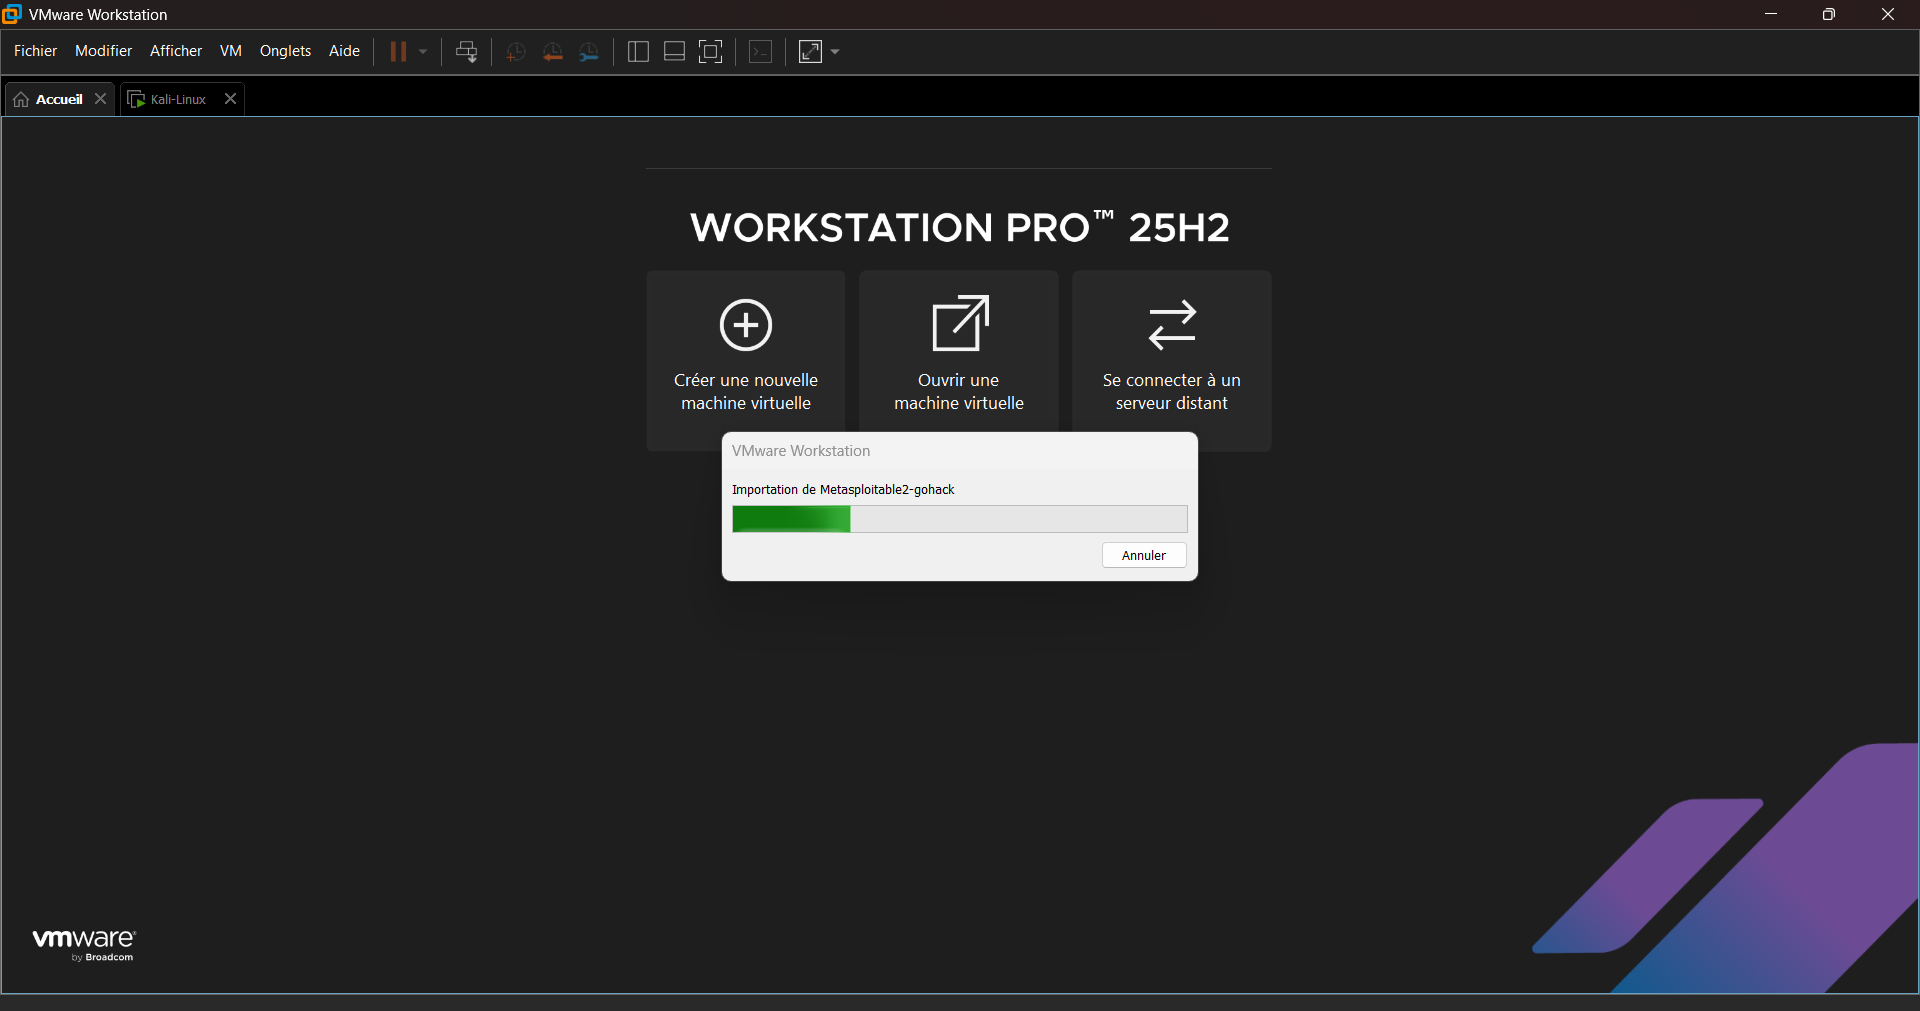 VMware Workstation
Fichier Modifier Afficher VM Onglets Aide
Accueil Kali-Linux
WORKSTATION PRO™ 25H2
Créer une nouvelle
machine virtuelle
Ouvrir une
machine virtuelle
Se connecter à un
serveur distant
VMware Workstation
Importation de Metasploitable2-gohack
Annuler
vmware®
by Broadcom